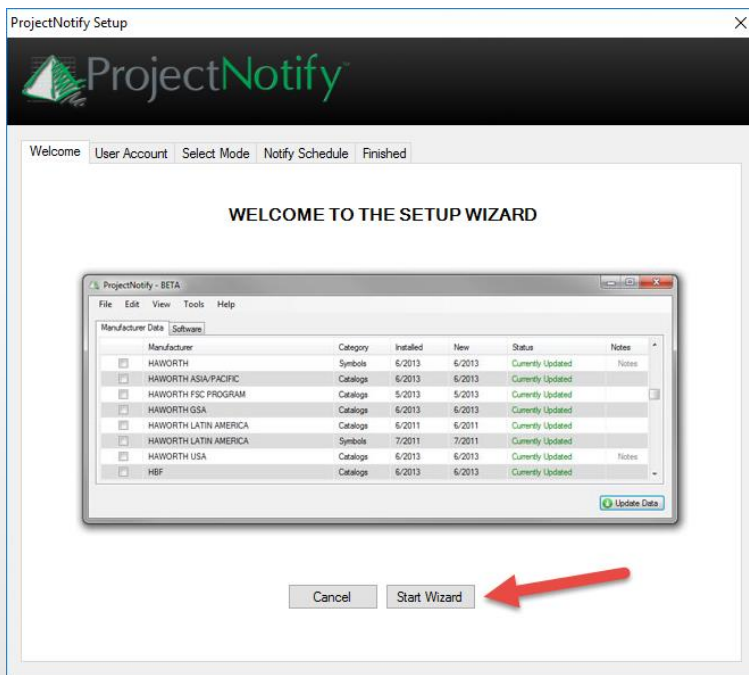 ProjectNotify Setup
ProjectNotify™
Welcome User Account Select Mode Notify Schedule Finished
WELCOME TO THE SETUP WIZARD
ProjectNotify - BETA
File Edit View Tools Help
Manufacturer Data Software
Manufacturer Category Installed New Status Notes
HAWORTH Symbols 6/2013 6/2013 Currently Updated Notes
HAWORTH ASIA/PACIFIC Catalogs 6/2013 6/2013 Currently Updated
HAWORTH FSC PROGRAM Catalogs 5/2013 5/2013 Currently Updated
HAWORTH GSA Catalogs 6/2013 6/2013 Currently Updated
HAWORTH LATIN AMERICA Catalogs 6/2011 6/2011 Currently Updated
HAWORTH LATIN AMERICA Symbols 7/2011 7/2011 Currently Updated
HAWORTH USA Catalogs 6/2013 6/2013 Currently Updated Notes
HBF Catalogs 6/2013 6/2013 Currently Updated
Update Data
Cancel Start Wizard